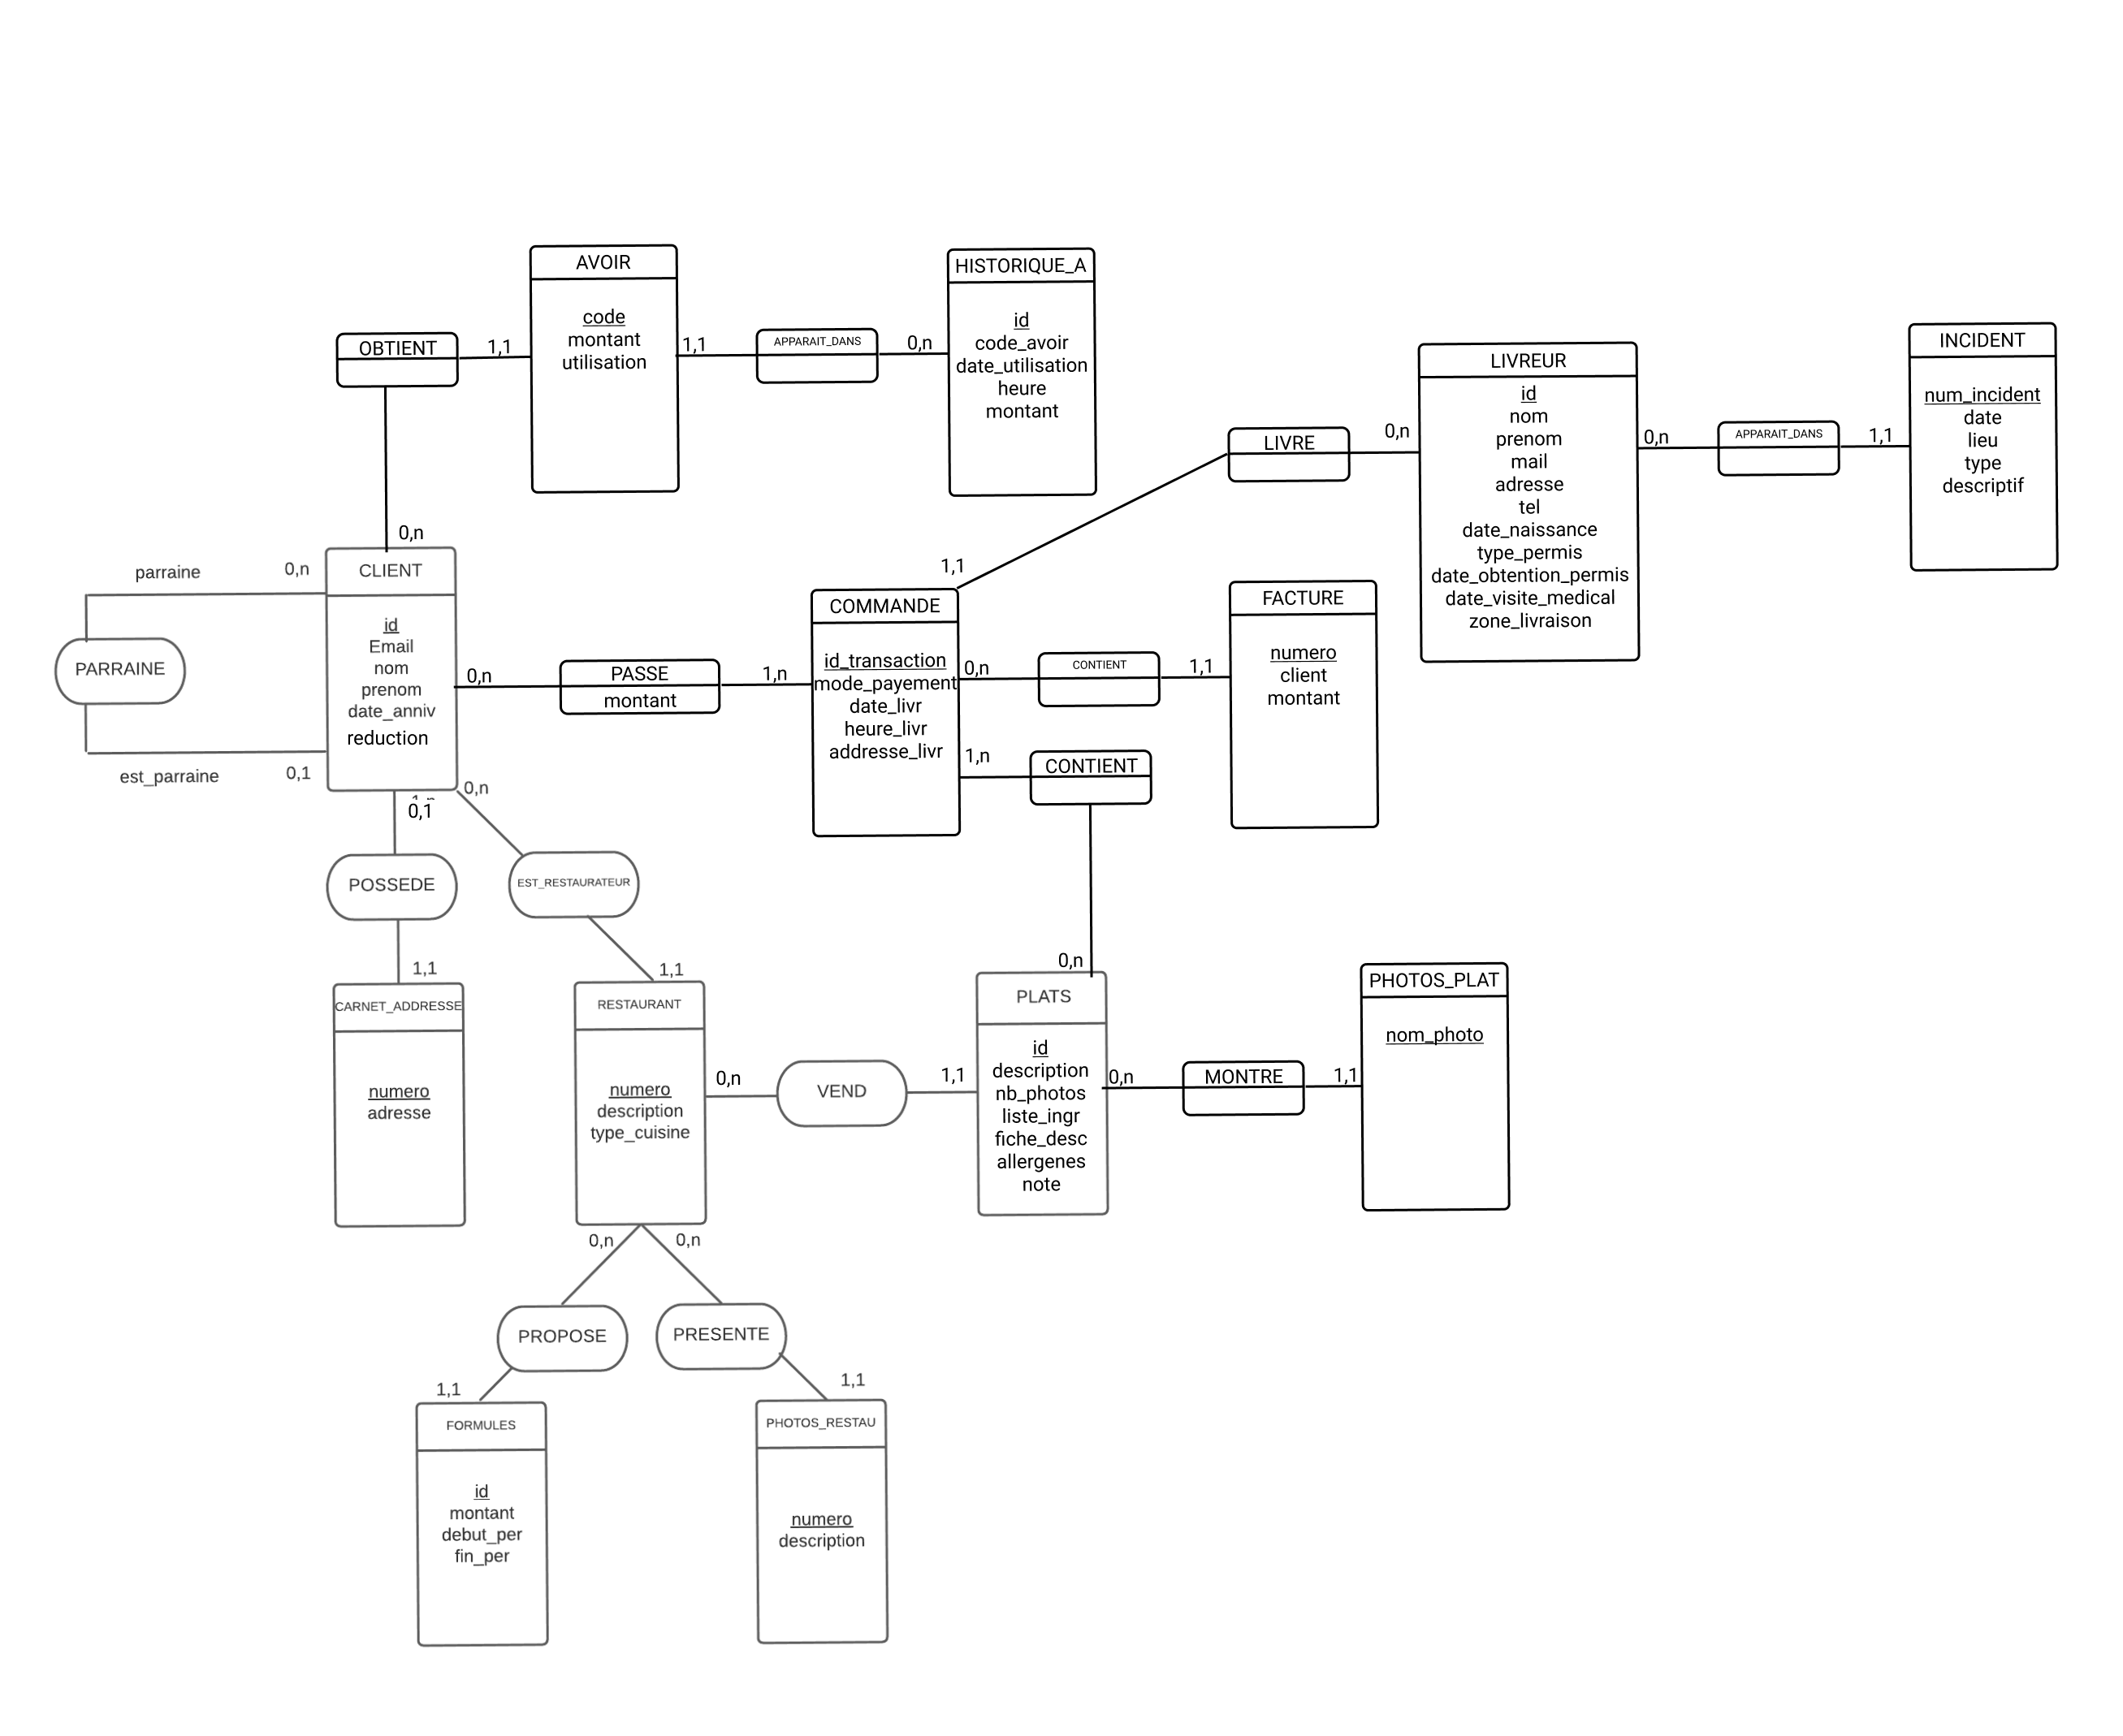 AVOIR
code
montant
utilisation
HISTORIQUE_A
id
code_avoir
date_utilisation
heure
montant
OBTIENT
1,1
1,1
APPARAIT_DANS
0,n
0,n
LIVREUR
id
nom
prenom
mail
adresse
tel
date_naissance
type_permis
date_obtention_permis
date_visite_medical
zone_livraison
INCIDENT
num_incident
date
lieu
type
descriptif
LIVRE
0,n
1,1
0,n
APPARAIT_DANS
1,1
parraine
0,n
PARRAINE
est_parraine
0,1
CLIENT
id
Email
nom
prenom
date_anniv
reduction
0,n
PASSE
montant
1,n
COMMANDE
id_transaction
mode_payement
date_livr
heure_livr
addresse_livr
0,n
CONTIENT
1,1
FACTURE
numero
client
montant
1,n
CONTIENT
0,n
0,1
0,n
POSSEDE
EST_RESTAURATEUR
1,1
1,1
CARNET_ADDRESSE
numero
adresse
RESTAURANT
numero
description
type_cuisine
0,n
VEND
1,1
PLATS
id
description
nb_photos
liste_ingr
fiche_desc
allergenes
note
0,n
MONTRE
1,1
PHOTOS_PLAT
nom_photo
0,n
0,n
PROPOSE
PRESENTE
1,1
1,1
FORMULES
id
montant
debut_per
fin_per
PHOTOS_RESTAU
numero
description